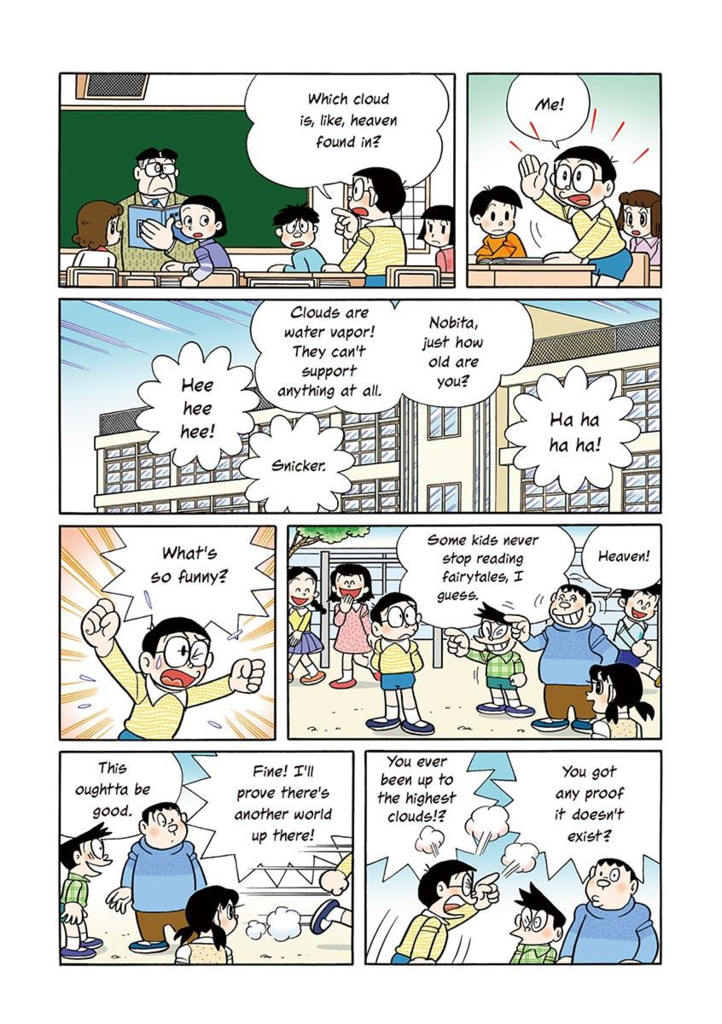 Me!
Which cloud
is, like, heaven
found in?
Nobita,
just how
old are
you?
Clouds are
water vapor!
They can't
support
anything at all.
Ha ha
ha ha!
Snicker.
Hee
hee
hee!
Heaven!
Some kids never
stop reading
fairytales, I
guess.
What's
so funny?
You got
any proof
it doesn't
exist?
You ever
been up to
the highest
clouds!?
Fine! I'll
prove there's
another world
up there!
This
oughtta be
good.